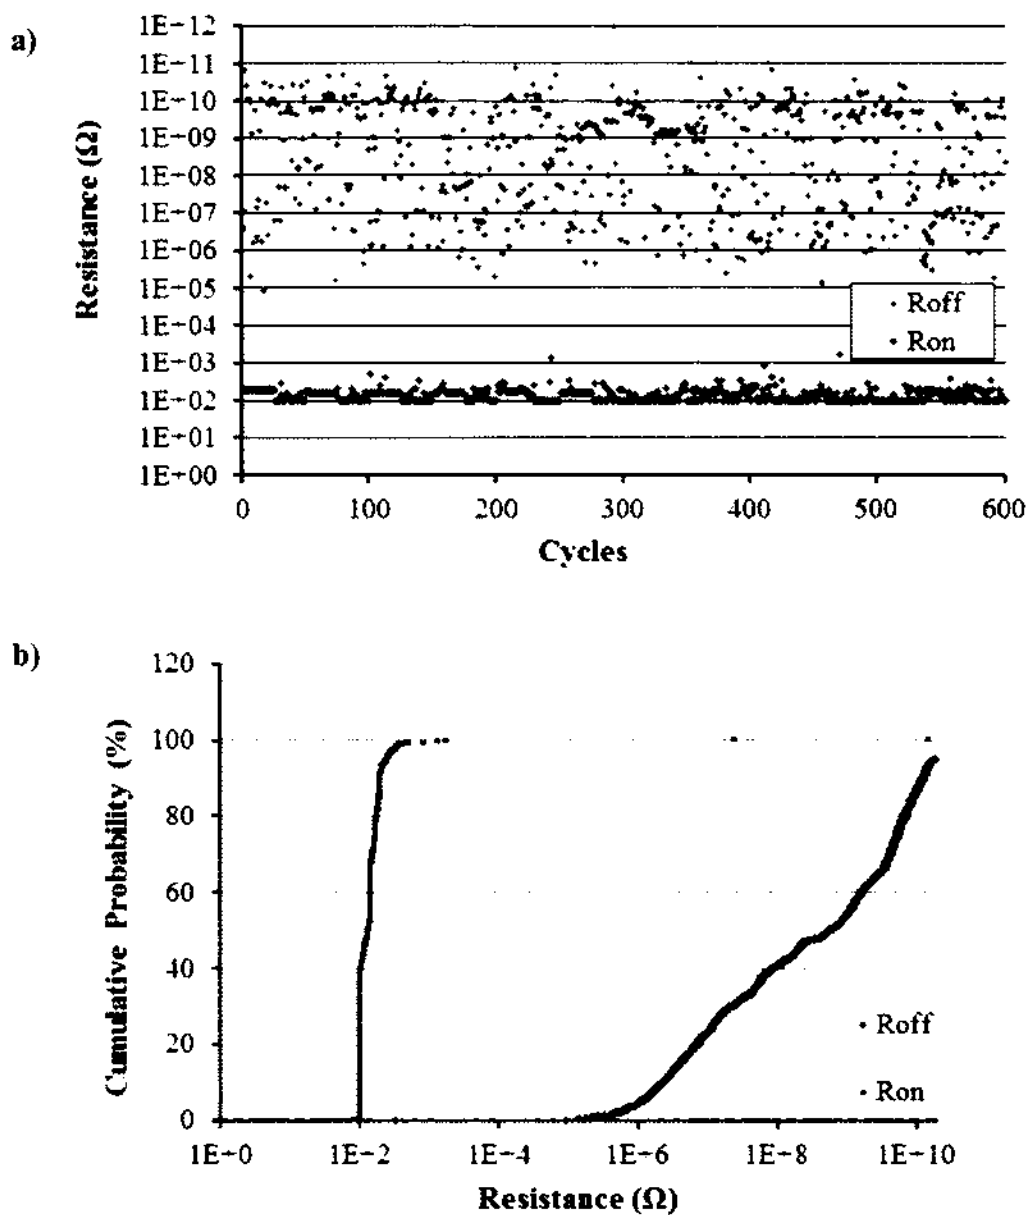 a)
1E+12
1E+11
1E+10
1E+09
1E+08
1E+07
1E+06
1E+05
1E+04
1E+03
1E+02
1E+01
1E+00
Resistance (Ω)
Roff
Ron
0 100 200 300 400 500 600
Cycles
b)
120
100
80
60
40
20
0
Cumulative Probability (%)
Roff
Ron
1E+0 1E+2 1E+4 1E+6 1E+8 1E+10
Resistance (Ω)